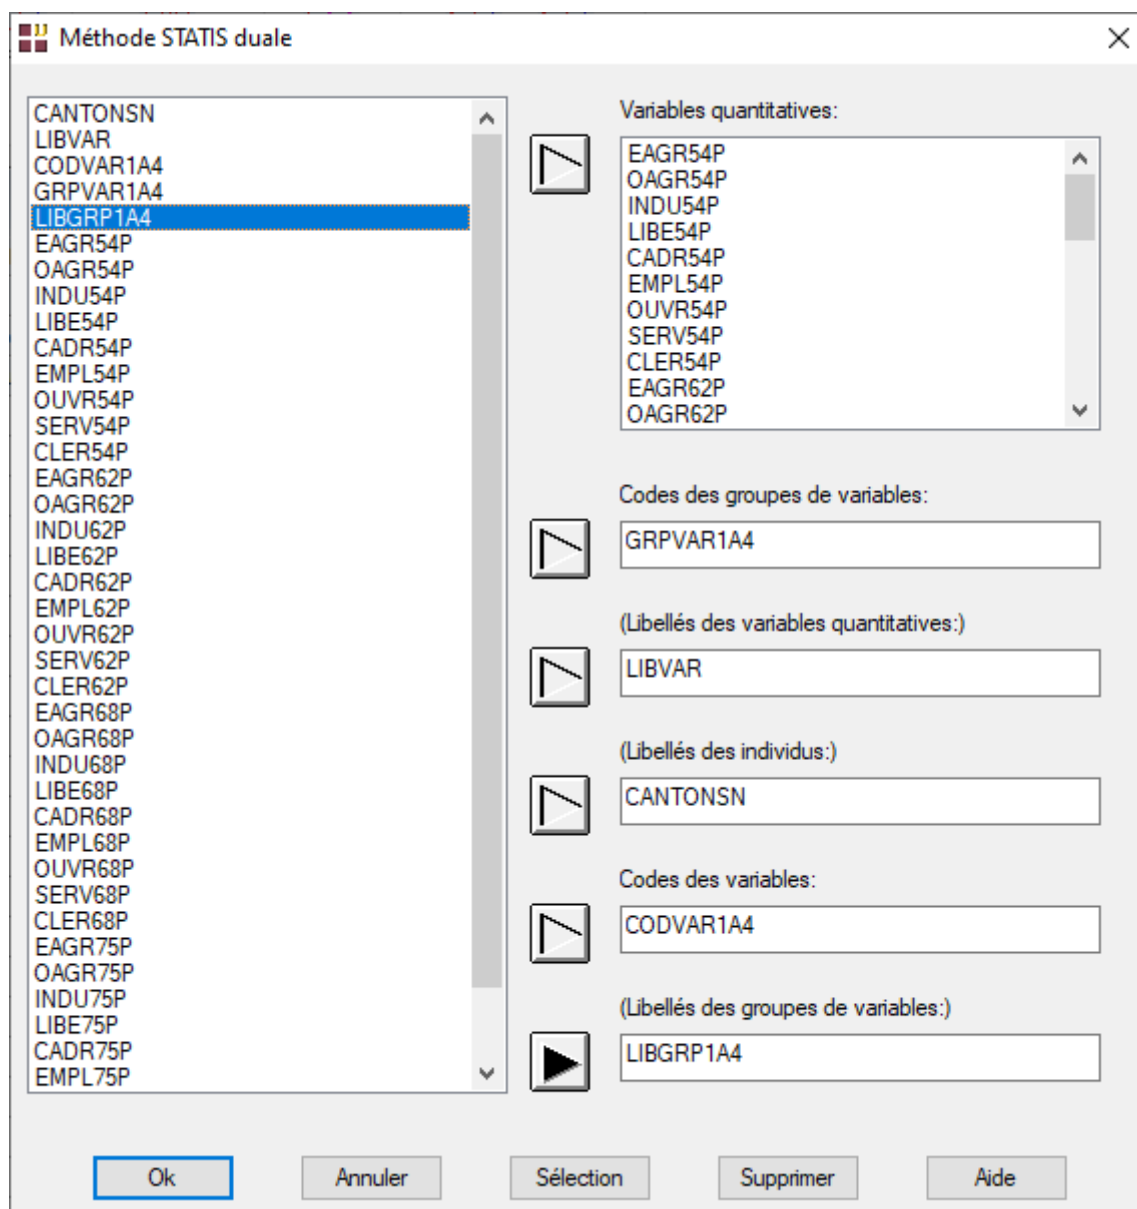 Méthode STATIS duale
CANTONSN
LIBVAR
CODVAR1A4
GRPVAR1A4
LIBGRP1A4
EAGR54P
OAGR54P
INDU54P
LIBE54P
CADR54P
EMPL54P
OUVR54P
SERV54P
CLER54P
EAGR62P
OAGR62P
INDU62P
LIBE62P
CADR62P
EMPL62P
OUVR62P
SERV62P
CLER62P
EAGR68P
OAGR68P
INDU68P
LIBE68P
CADR68P
EMPL68P
OUVR68P
SERV68P
CLER68P
EAGR75P
OAGR75P
INDU75P
LIBE75P
CADR75P
EMPL75P
Variables quantitatives:
EAGR54P
OAGR54P
INDU54P
LIBE54P
CADR54P
EMPL54P
OUVR54P
SERV54P
CLER54P
EAGR62P
OAGR62P
Codes des groupes de variables:
GRPVAR1A4
(Libellés des variables quantitatives:)
LIBVAR
(Libellés des individus:)
CANTONSN
Codes des variables:
CODVAR1A4
(Libellés des groupes de variables:)
LIBGRP1A4
Ok
Annuler
Sélection
Supprimer
Aide